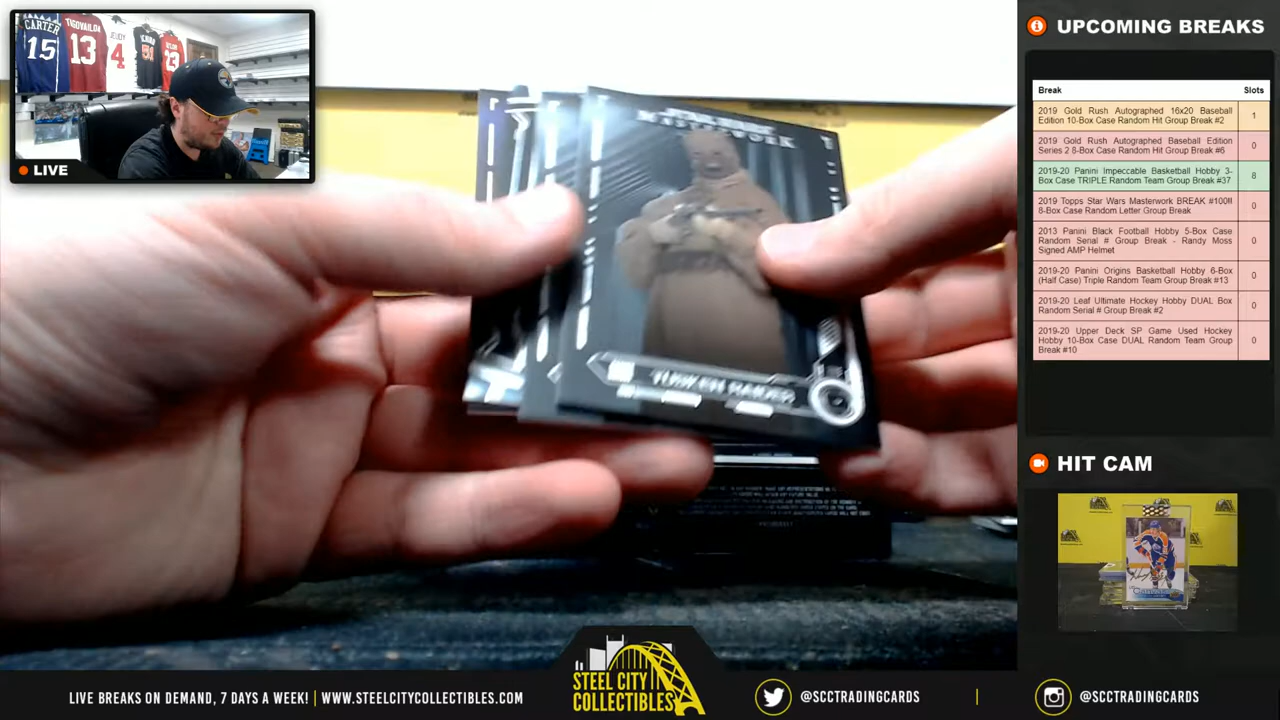 CARTER
15
TAGOVAILOA
13
JEUDY
4
23
LIVE
STAR WARS
MASTERWORK
TUSKEN RAIDER
UPCOMING BREAKS
Break Slots
2019 Gold Rush Autographed 16x20 Baseball
Edition 10-Box Case Random Hit Group Break #2 1
2019 Gold Rush Autographed Baseball Edition
Series 2 8-Box Case Random Hit Group Break #6 0
2019-20 Panini Impeccable Basketball Hobby 3-
Box Case TRIPLE Random Team Group Break #37 8
2019 Topps Star Wars Masterwork BREAK #100!!!
8-Box Case Random Letter Group Break 0
2013 Panini Black Football Hobby 5-Box Case
Random Serial # Group Break - Randy Moss
Signed AMP Helmet 0
2019-20 Panini Origins Basketball Hobby 6-Box
(Half Case) Triple Random Team Group Break #13 0
2019-20 Leaf Ultimate Hockey Hobby DUAL Box
Random Serial # Group Break #2 0
2019-20 Upper Deck SP Game Used Hockey
Hobby 10-Box Case DUAL Random Team Group
Break #10 0
HIT CAM
LIVE BREAKS ON DEMAND, 7 DAYS A WEEK! | WWW.STEELCITYCOLLECTIBLES.COM
STEEL CITY
COLLECTIBLES
@SCCTRADINGCARDS
@SCCTRADINGCARDS